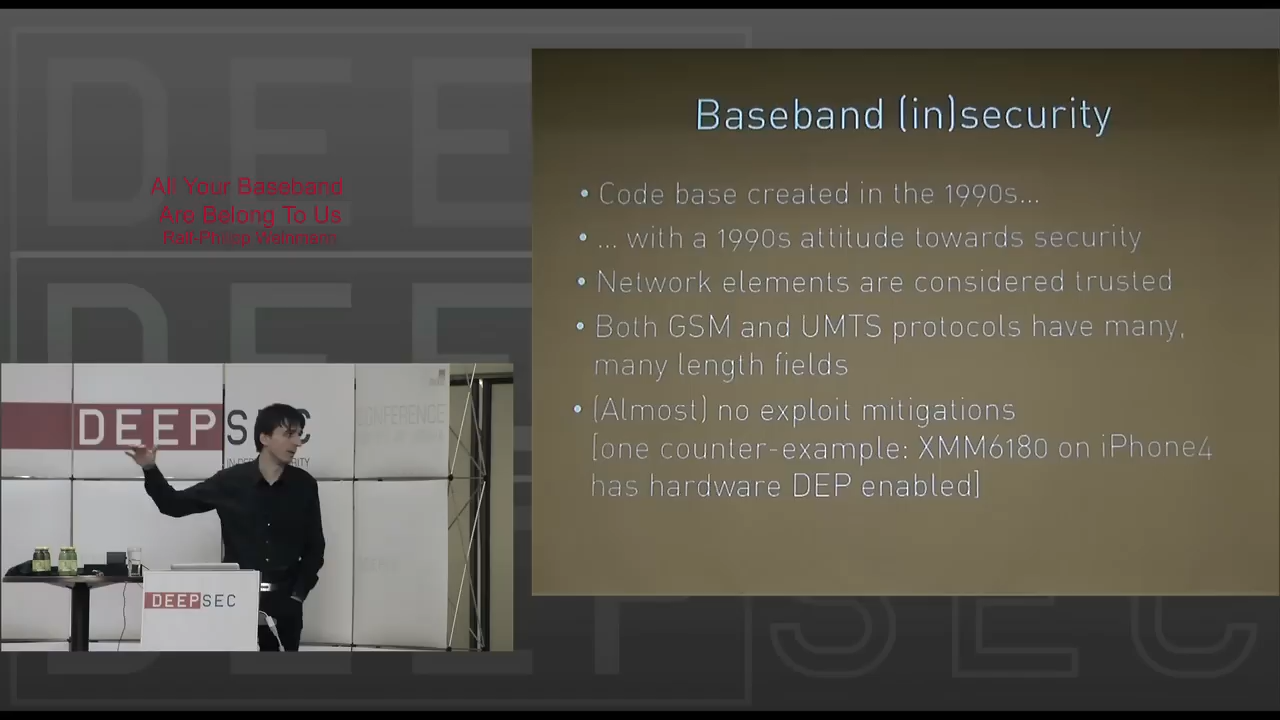 All Your Baseband
Are Belong To Us
Ralf-Philipp Weinmann
Baseband (in)security
• Code base created in the 1990s...
• ... with a 1990s attitude towards security
• Network elements are considered trusted
• Both GSM and UMTS protocols have many,
many length fields
• (Almost) no exploit mitigations
[one counter-example: XMM6180 on iPhone4
has hardware DEP enabled]
DEEPSEC
CONFERENCE
DEEPSEC
DEEPSEC